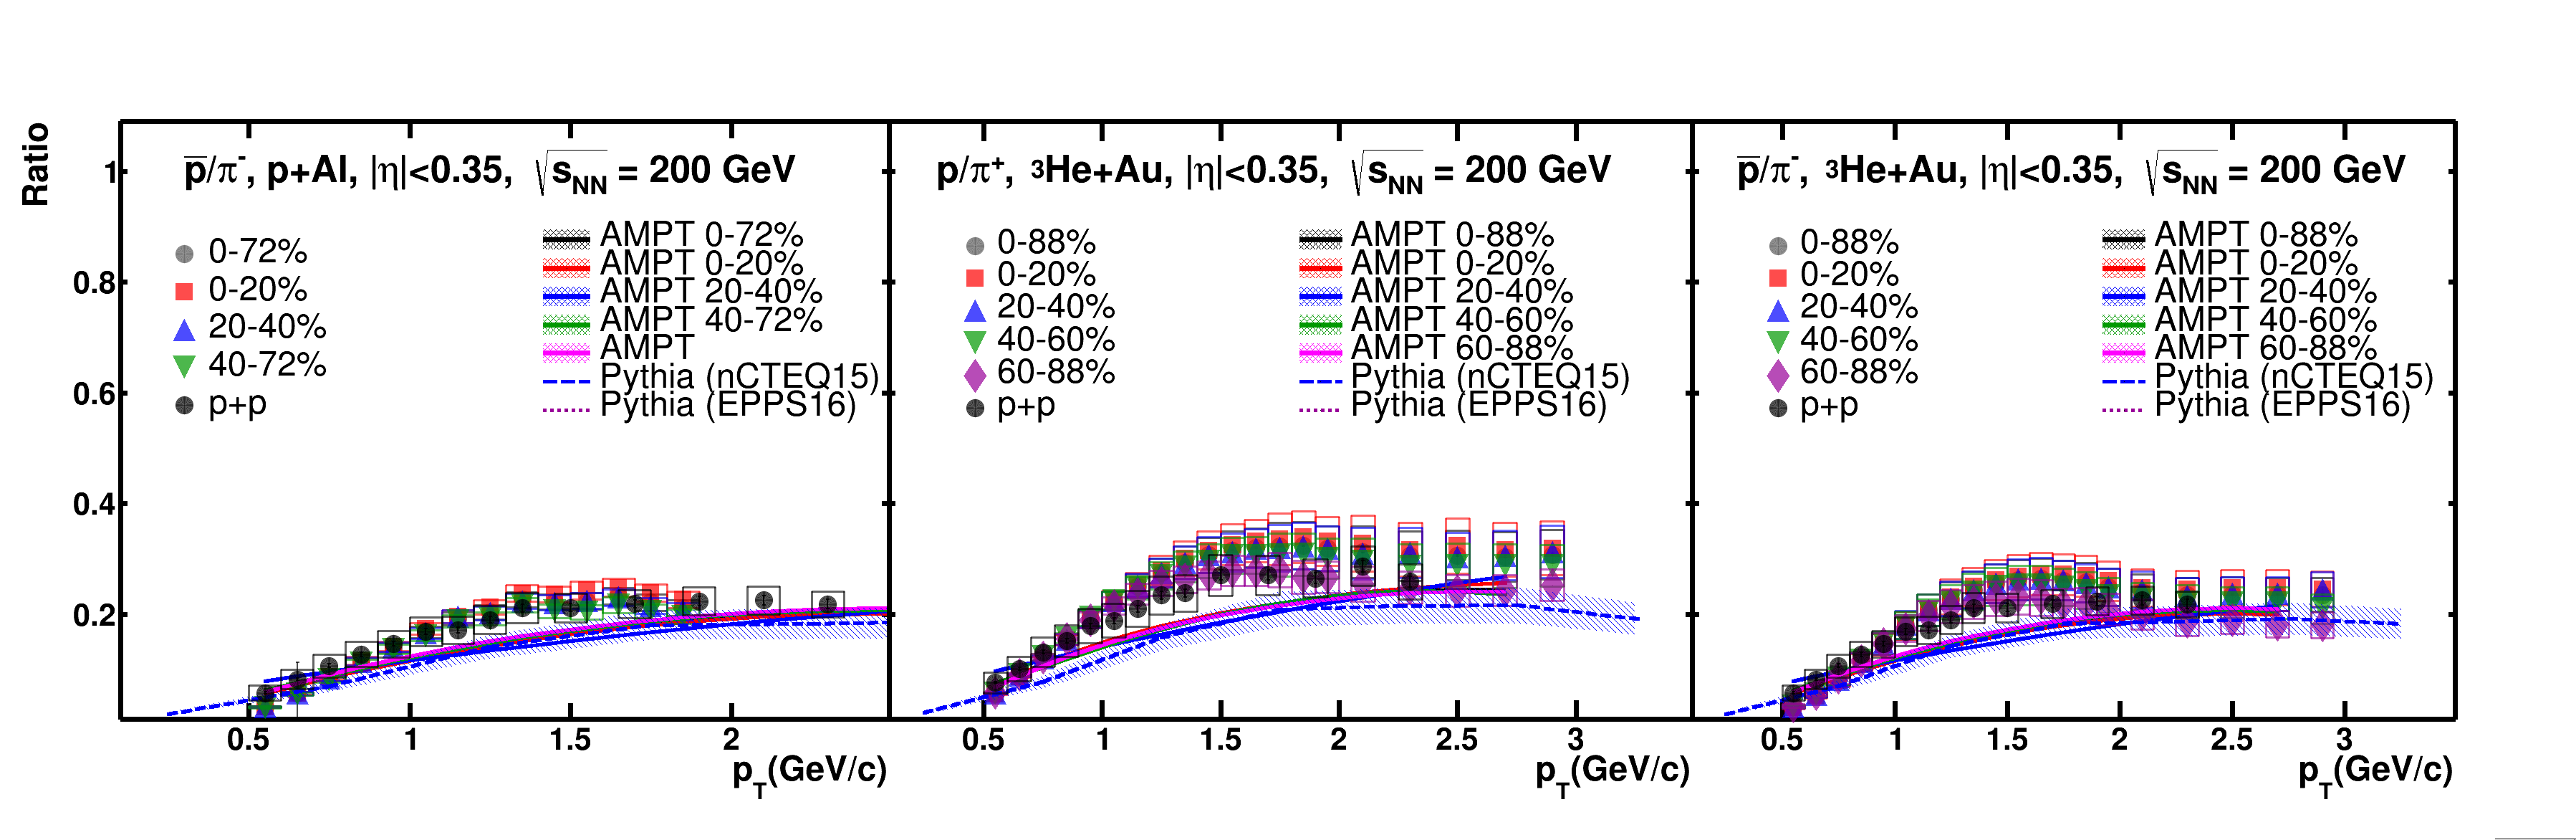 Ratio
1
0.8
0.6
0.4
0.2
p̅/π⁻, p+Al, |η|<0.35, √sNN = 200 GeV
0-72%
0-20%
20-40%
40-72%
p+p
AMPT 0-72%
AMPT 0-20%
AMPT 20-40%
AMPT 40-72%
AMPT
Pythia (nCTEQ15)
Pythia (EPPS16)
0.5 1 1.5 2
pT(GeV/c)
p/π⁺, ³He+Au, |η|<0.35, √sNN = 200 GeV
0-88%
0-20%
20-40%
40-60%
60-88%
p+p
AMPT 0-88%
AMPT 0-20%
AMPT 20-40%
AMPT 40-60%
AMPT 60-88%
Pythia (nCTEQ15)
Pythia (EPPS16)
0.5 1 1.5 2 2.5 3
pT(GeV/c)
p̅/π⁻, ³He+Au, |η|<0.35, √sNN = 200 GeV
0-88%
0-20%
20-40%
40-60%
60-88%
p+p
AMPT 0-88%
AMPT 0-20%
AMPT 20-40%
AMPT 40-60%
AMPT 60-88%
Pythia (nCTEQ15)
Pythia (EPPS16)
0.5 1 1.5 2 2.5 3
pT(GeV/c)